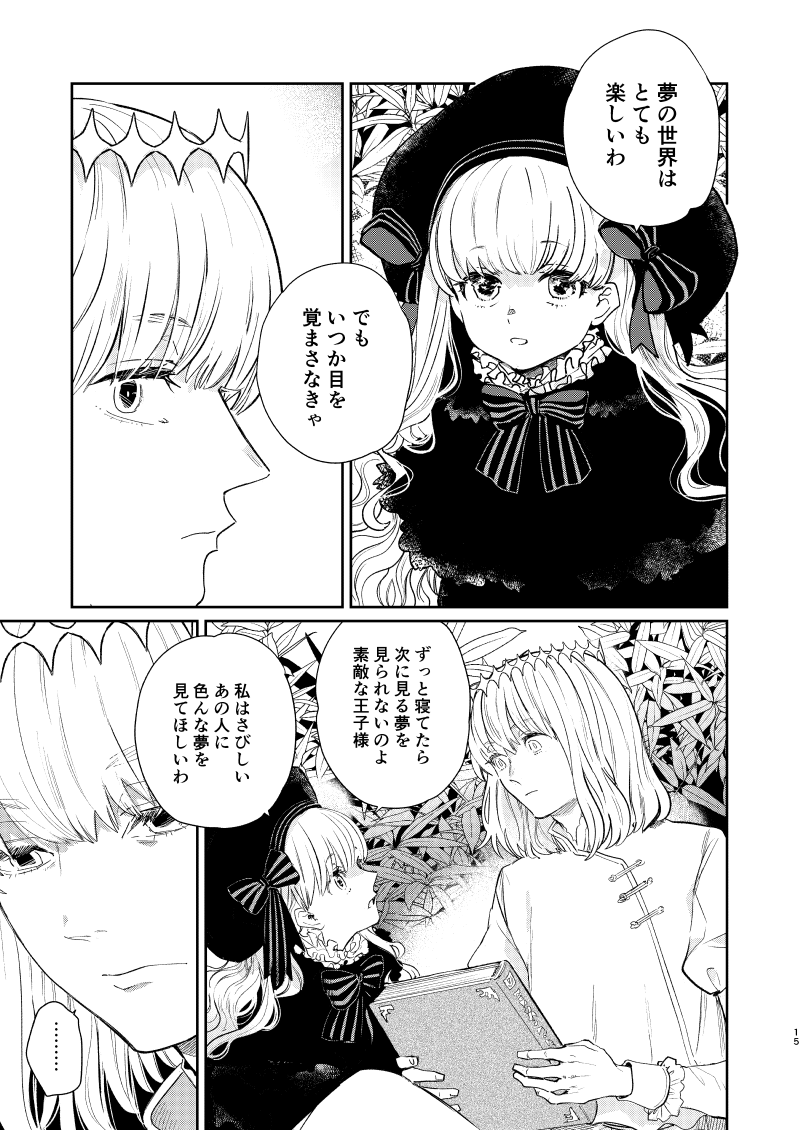 夢の世界は
とても
楽しいわ
でも
いつか目を
覚まさなきゃ
ずっと寝てたら
次に見る夢を
見られないのよ
素敵な王子様
私はさびしい
あの人に
色んな夢を
見てほしいわ
………
15